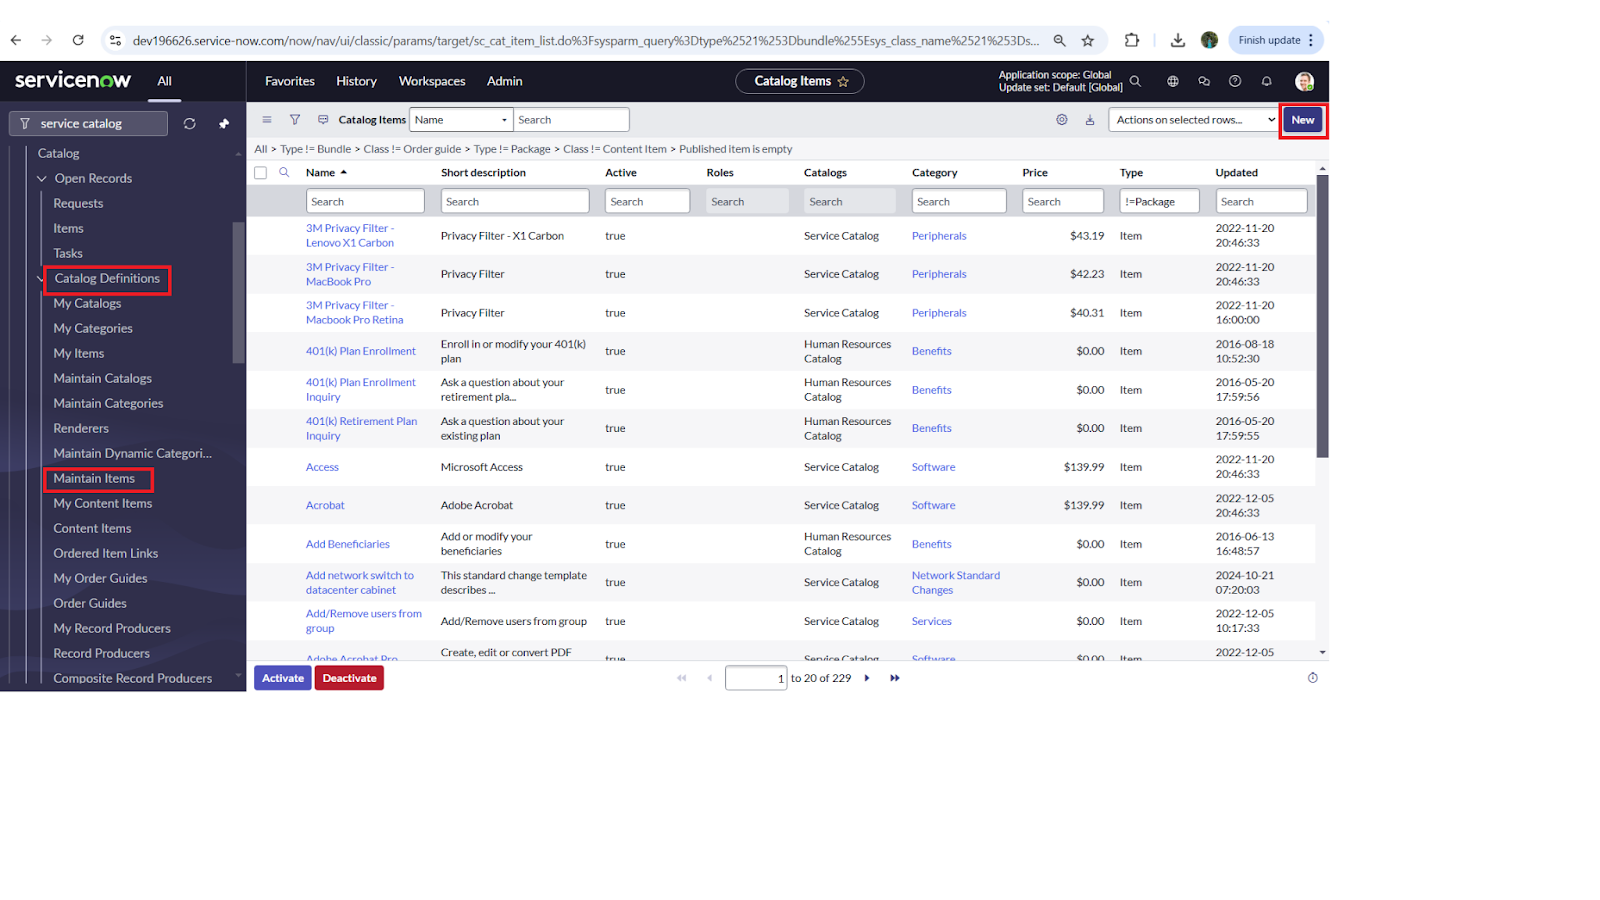 dev196626.service-now.com/now/nav/ui/classic/params/target/sc_cat_item_list.do%3Fsysparm_query%3Dtype%2521%253Dbundle%255Esys_class_name%2521%253Ds...
Finish update
servicenow
All
Favorites
History
Workspaces
Admin
Catalog Items
Application scope: Global
Update set: Default [Global]
service catalog
Catalog
Open Records
Requests
Items
Tasks
Catalog Definitions
My Catalogs
My Categories
My Items
Maintain Catalogs
Maintain Categories
Renderers
Maintain Dynamic Categori...
Maintain Items
My Content Items
Content Items
Ordered Item Links
My Order Guides
Order Guides
My Record Producers
Record Producers
Composite Record Producers
Catalog Items Name Search
Actions on selected rows...
New
All > Type != Bundle > Class != Order guide > Type != Package > Class != Content Item > Published item is empty
Name Short description Active Roles Catalogs Category Price Type Updated
Search Search Search Search Search Search Search !=Package Search
3M Privacy Filter -
Lenovo X1 Carbon
Privacy Filter - X1 Carbon
true
Service Catalog
Peripherals
$43.19
Item
2022-11-20
20:46:33
3M Privacy Filter -
MacBook Pro
Privacy Filter
true
Service Catalog
Peripherals
$42.23
Item
2022-11-20
20:46:33
3M Privacy Filter -
Macbook Pro Retina
Privacy Filter
true
Service Catalog
Peripherals
$40.31
Item
2022-11-20
16:00:00
401(k) Plan Enrollment
Enroll in or modify your 401(k)
plan
true
Human Resources
Catalog
Benefits
$0.00
Item
2016-08-18
10:52:30
401(k) Plan Enrollment
Inquiry
Ask a question about your
retirement pla...
true
Human Resources
Catalog
Benefits
$0.00
Item
2016-05-20
17:59:56
401(k) Retirement Plan
Inquiry
Ask a question about your
existing plan
true
Human Resources
Catalog
Benefits
$0.00
Item
2016-05-20
17:59:55
Access
Microsoft Access
true
Service Catalog
Software
$139.99
Item
2022-11-20
20:46:33
Acrobat
Adobe Acrobat
true
Service Catalog
Software
$139.99
Item
2022-12-05
20:46:33
Add Beneficiaries
Add or modify your
beneficiaries
true
Human Resources
Catalog
Benefits
$0.00
Item
2016-06-13
16:48:57
Add network switch to
datacenter cabinet
This standard change template
describes ...
true
Service Catalog
Network Standard
Changes
$0.00
Item
2024-10-21
07:20:03
Add/Remove users from
group
Add/Remove users from group
true
Service Catalog
Services
$0.00
Item
2022-12-05
10:17:33
Adobe Acrobat Pro
Create, edit or convert PDF
true
Service Catalog
Software
$0.00
Item
2022-12-05
Activate
Deactivate
1 to 20 of 229